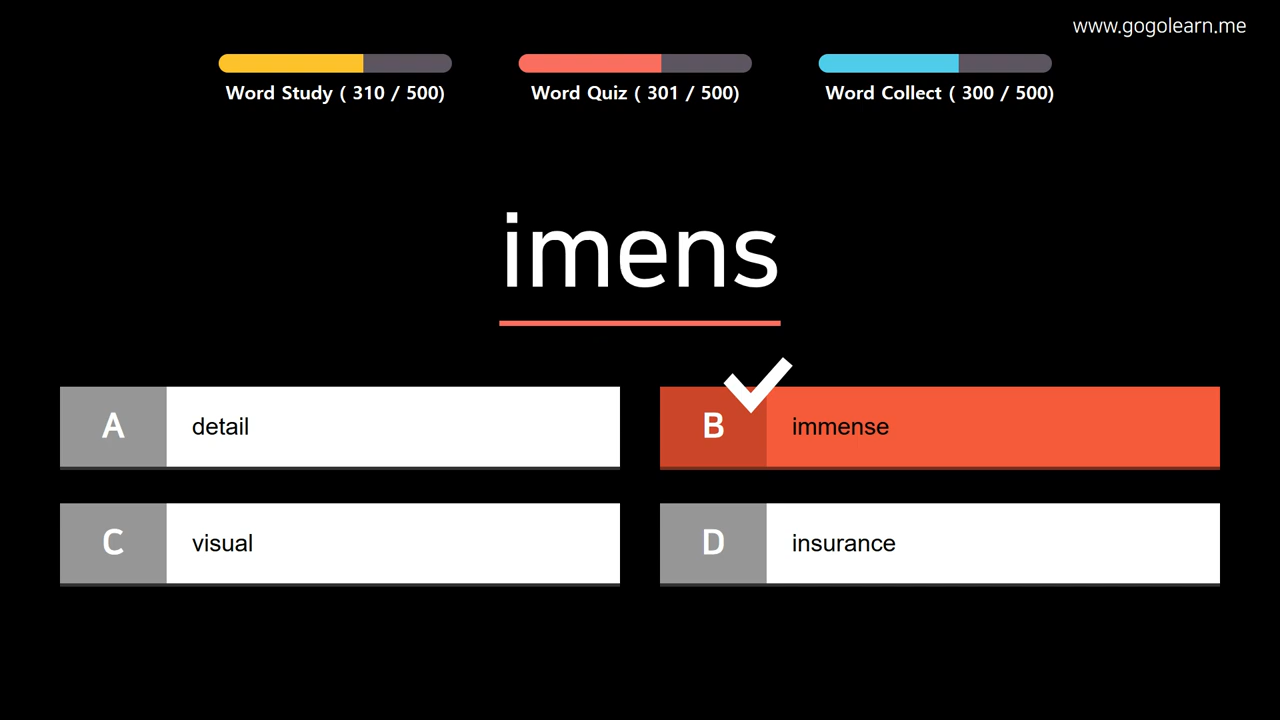 www.gogolearn.me
Word Study ( 310 / 500)
Word Quiz ( 301 / 500)
Word Collect ( 300 / 500)
imens
A detail
B immense
C visual
D insurance